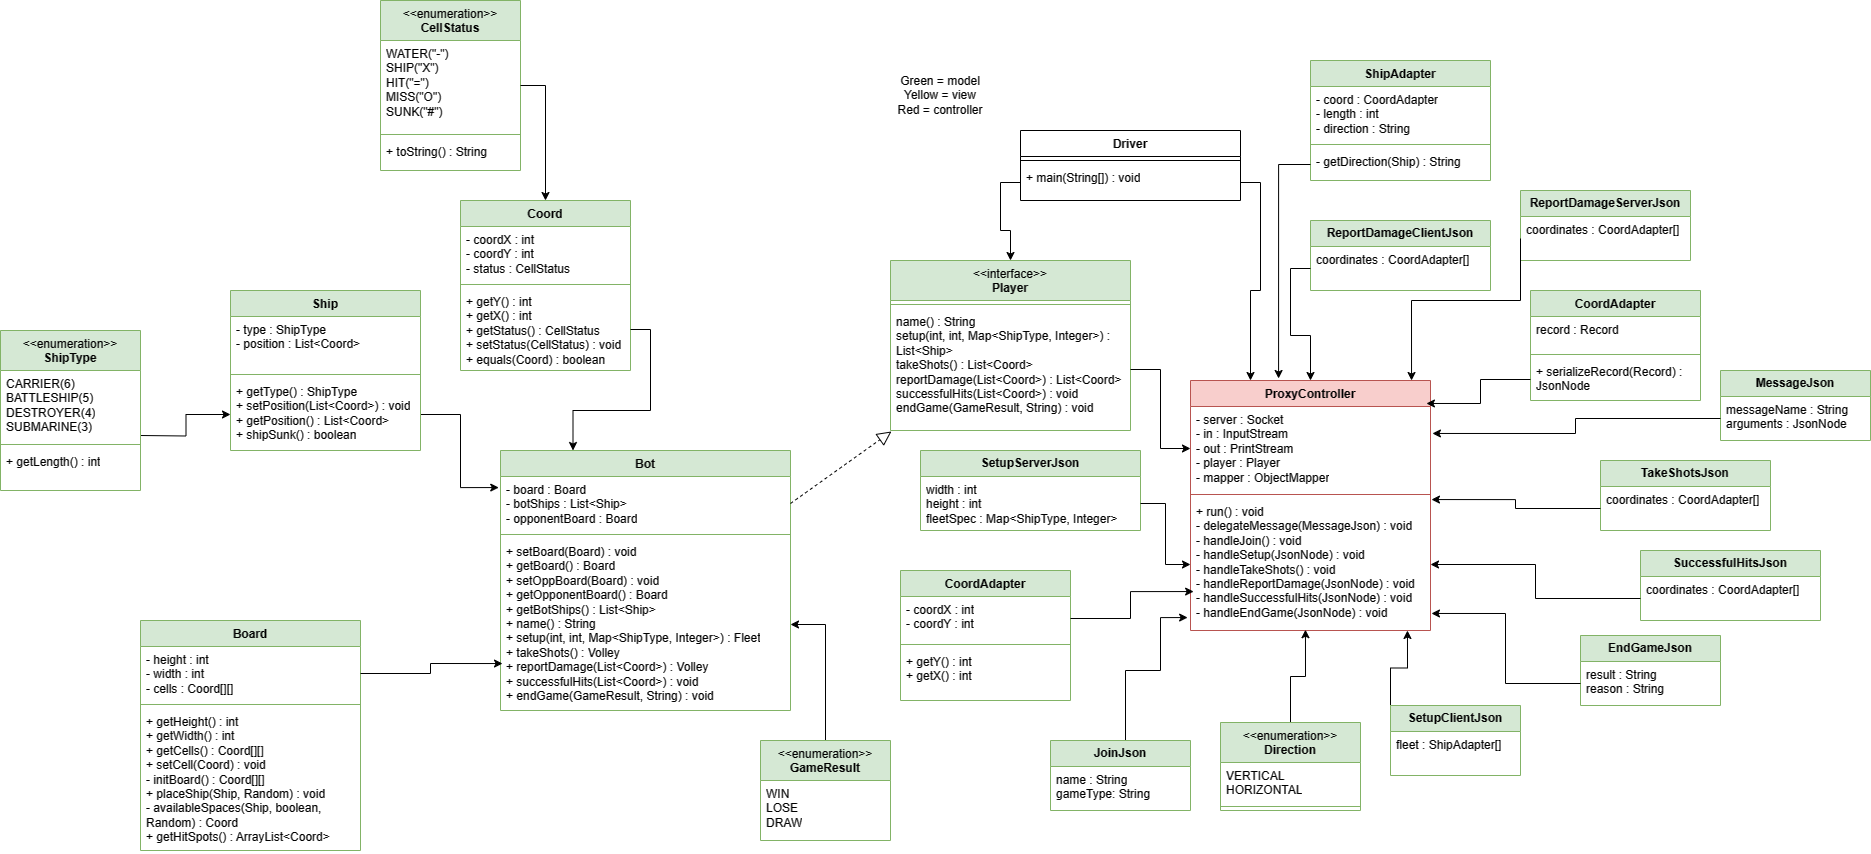 <<enumeration>>
CellStatus
WATER("-")
SHIP("X")
HIT("=")
MISS("O")
SUNK("#")
+ toString() : String
Green = model
Yellow = view
Red = controller
Driver
+ main(String[]) : void
ShipAdapter
- coord : CoordAdapter
- length : int
- direction : String
- getDirection(Ship) : String
ReportDamageServerJson
coordinates : CoordAdapter[]
ReportDamageClientJson
coordinates : CoordAdapter[]
Coord
- coordX : int
- coordY : int
- status : CellStatus
+ getY() : int
+ getX() : int
+ getStatus() : CellStatus
+ setStatus(CellStatus) : void
+ equals(Coord) : boolean
<<interface>>
Player
name() : String
setup(int, int, Map<ShipType, Integer>) :
List<Ship>
takeShots() : List<Coord>
reportDamage(List<Coord>) : List<Coord>
successfulHits(List<Coord>) : void
endGame(GameResult, String) : void
CoordAdapter
record : Record
+ serializeRecord(Record) :
JsonNode
Ship
- type : ShipType
- position : List<Coord>
+ getType() : ShipType
+ setPosition(List<Coord>) : void
+ getPosition() : List<Coord>
+ shipSunk() : boolean
<<enumeration>>
ShipType
CARRIER(6)
BATTLESHIP(5)
DESTROYER(4)
SUBMARINE(3)
+ getLength() : int
MessageJson
messageName : String
arguments : JsonNode
ProxyController
- server : Socket
- in : InputStream
- out : PrintStream
- player : Player
- mapper : ObjectMapper
+ run() : void
- delegateMessage(MessageJson) : void
- handleJoin() : void
- handleSetup(JsonNode) : void
- handleTakeShots() : void
- handleReportDamage(JsonNode) : void
- handleSuccessfulHits(JsonNode) : void
- handleEndGame(JsonNode) : void
Bot
- board : Board
- botShips : List<Ship>
- opponentBoard : Board
+ setBoard(Board) : void
+ getBoard() : Board
+ setOppBoard(Board) : void
+ getOpponentBoard() : Board
+ getBotShips() : List<Ship>
+ name() : String
+ setup(int, int, Map<ShipType, Integer>) : Fleet
+ takeShots() : Volley
+ reportDamage(List<Coord>) : Volley
+ successfulHits(List<Coord>) : void
+ endGame(GameResult, String) : void
SetupServerJson
width : int
height : int
fleetSpec : Map<ShipType, Integer>
TakeShotsJson
coordinates : CoordAdapter[]
SuccessfulHitsJson
coordinates : CoordAdapter[]
CoordAdapter
- coordX : int
- coordY : int
+ getY() : int
+ getX() : int
Board
- height : int
- width : int
- cells : Coord[][]
+ getHeight() : int
+ getWidth() : int
+ getCells() : Coord[][]
+ setCell(Coord) : void
- initBoard() : Coord[][]
+ placeShip(Ship, Random) : void
- availableSpaces(Ship, boolean,
Random) : Coord
+ getHitSpots() : ArrayList<Coord>
EndGameJson
result : String
reason : String
SetupClientJson
fleet : ShipAdapter[]
<<enumeration>>
Direction
VERTICAL
HORIZONTAL
JoinJson
name : String
gameType: String
<<enumeration>>
GameResult
WIN
LOSE
DRAW